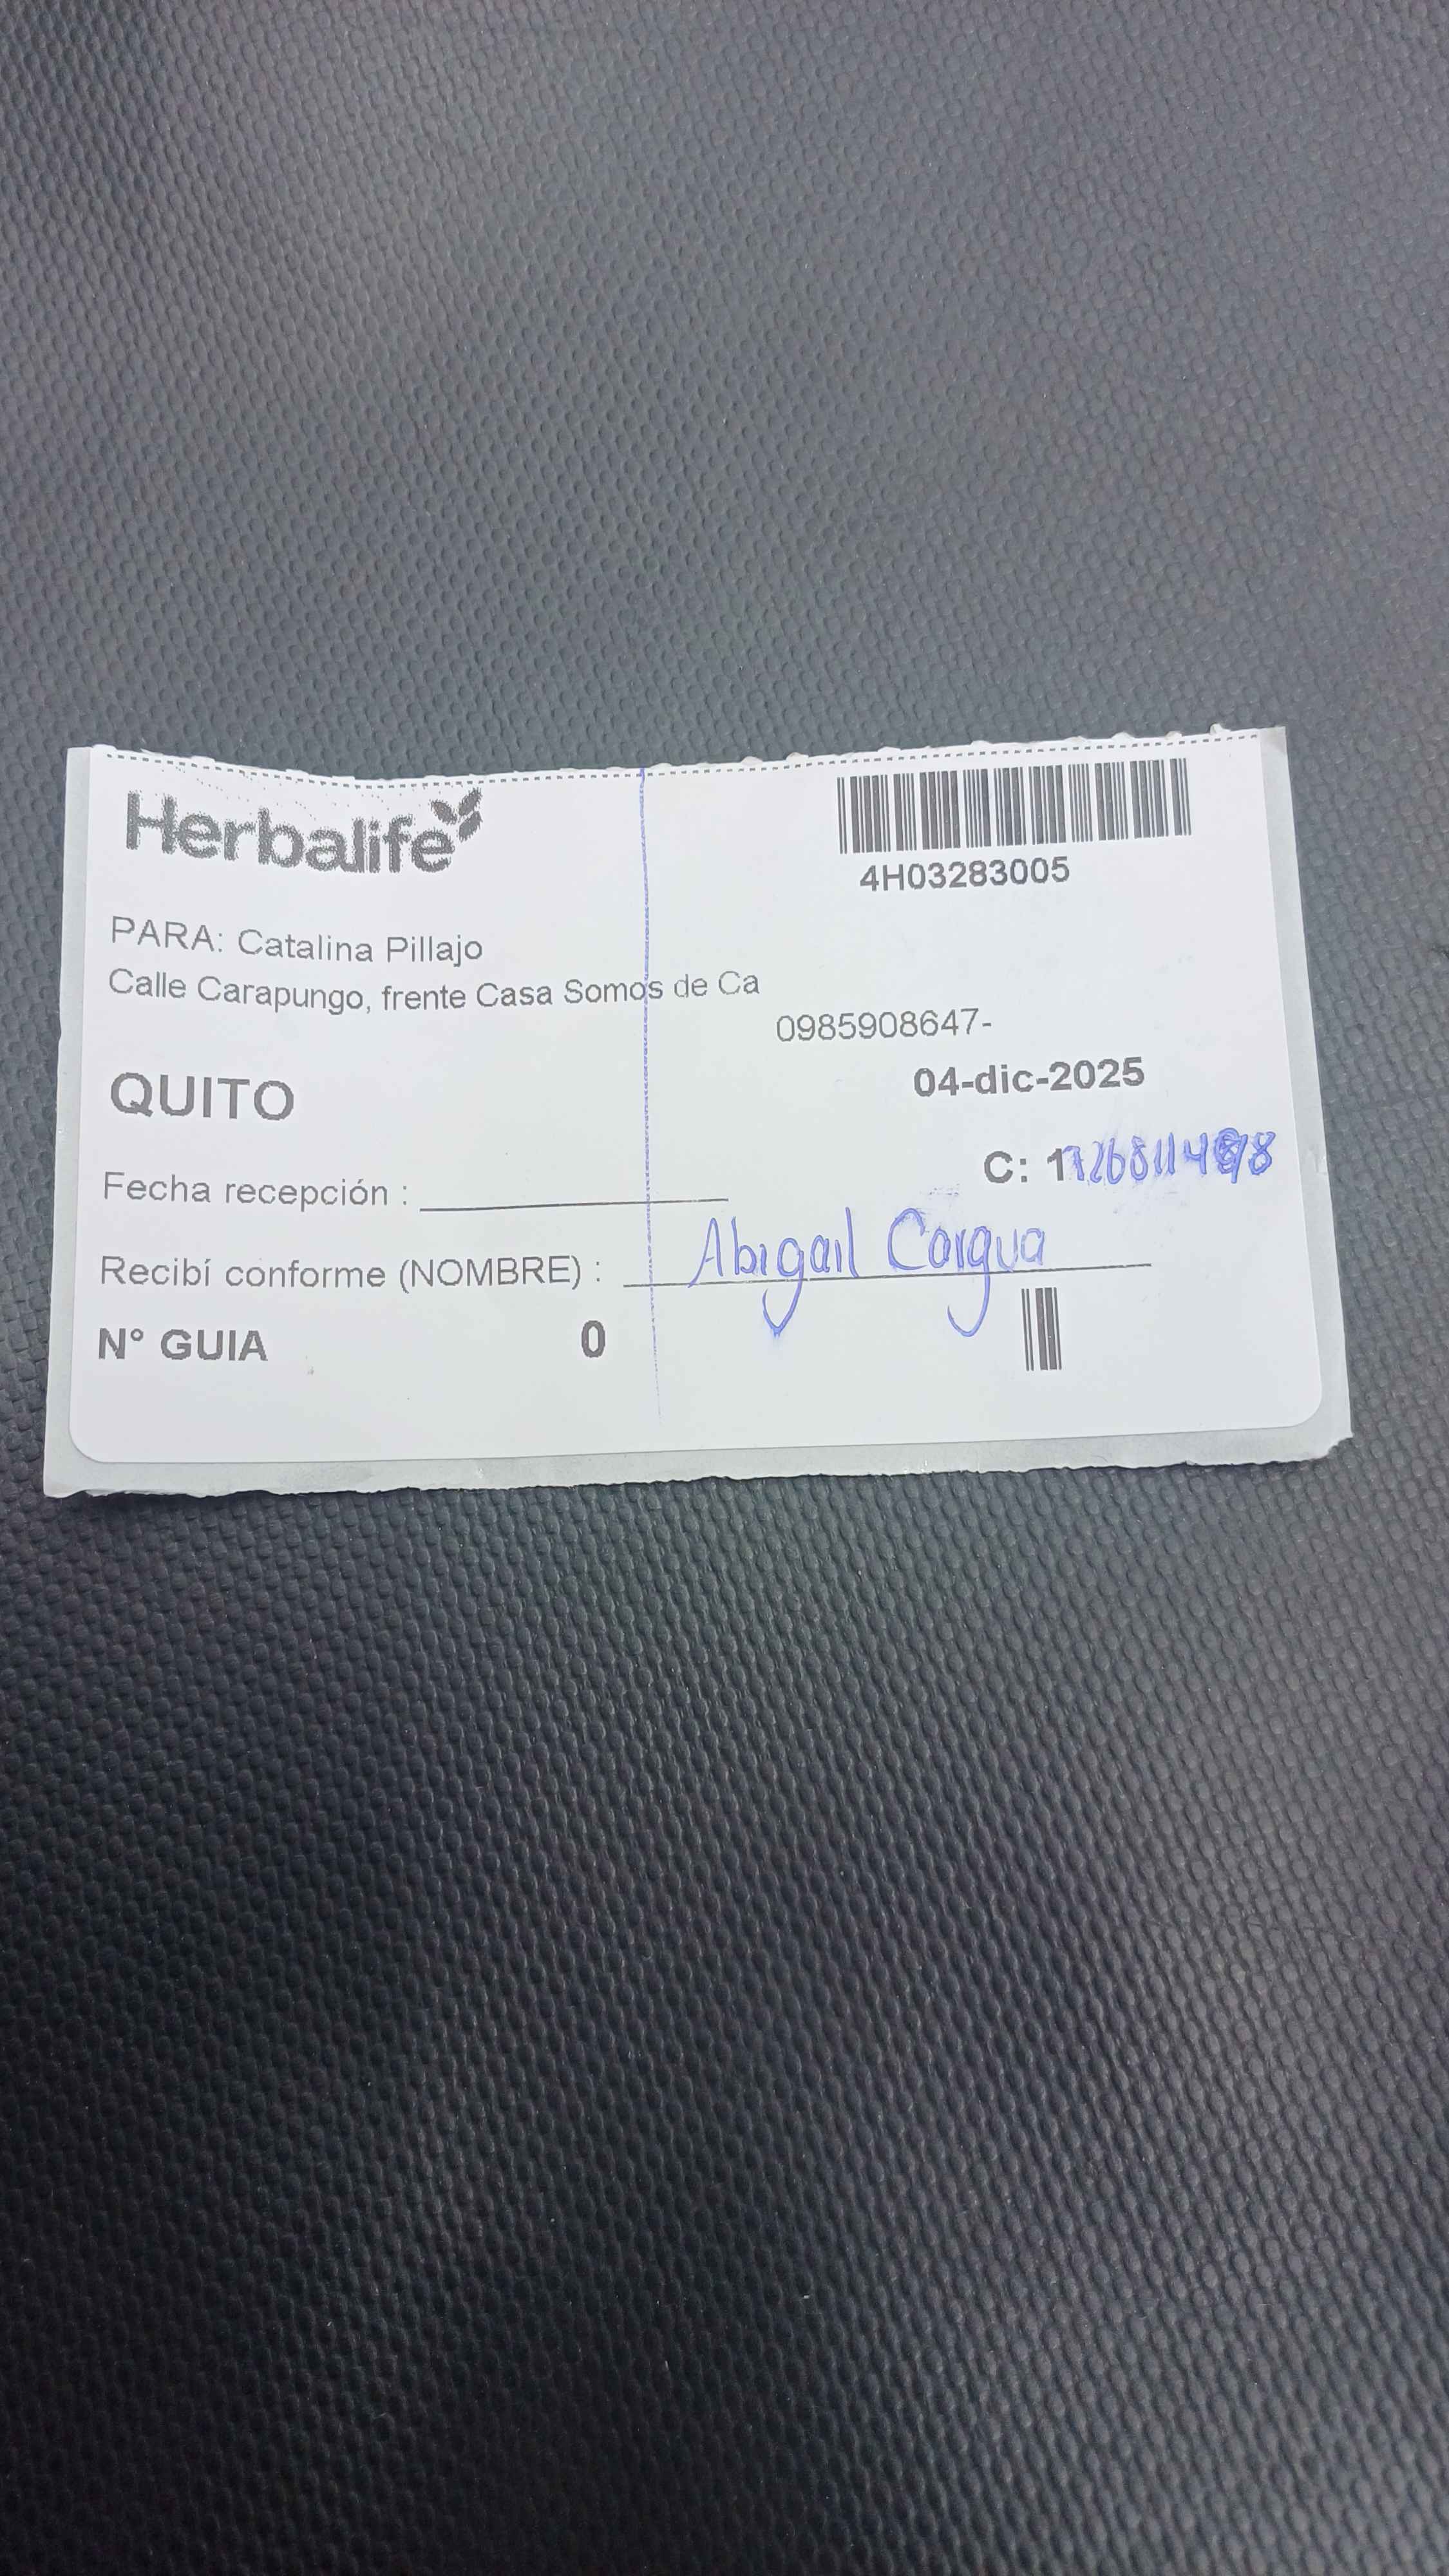 Herbalife
4H03283005
PARA: Catalina Pillajo
Calle Carapungo, frente Casa Somos de Ca
0985908647-
QUITO
04-dic-2025
C: 1
Fecha recepción :
Recibí conforme (NOMBRE) : Abigail
N° GUIA 0